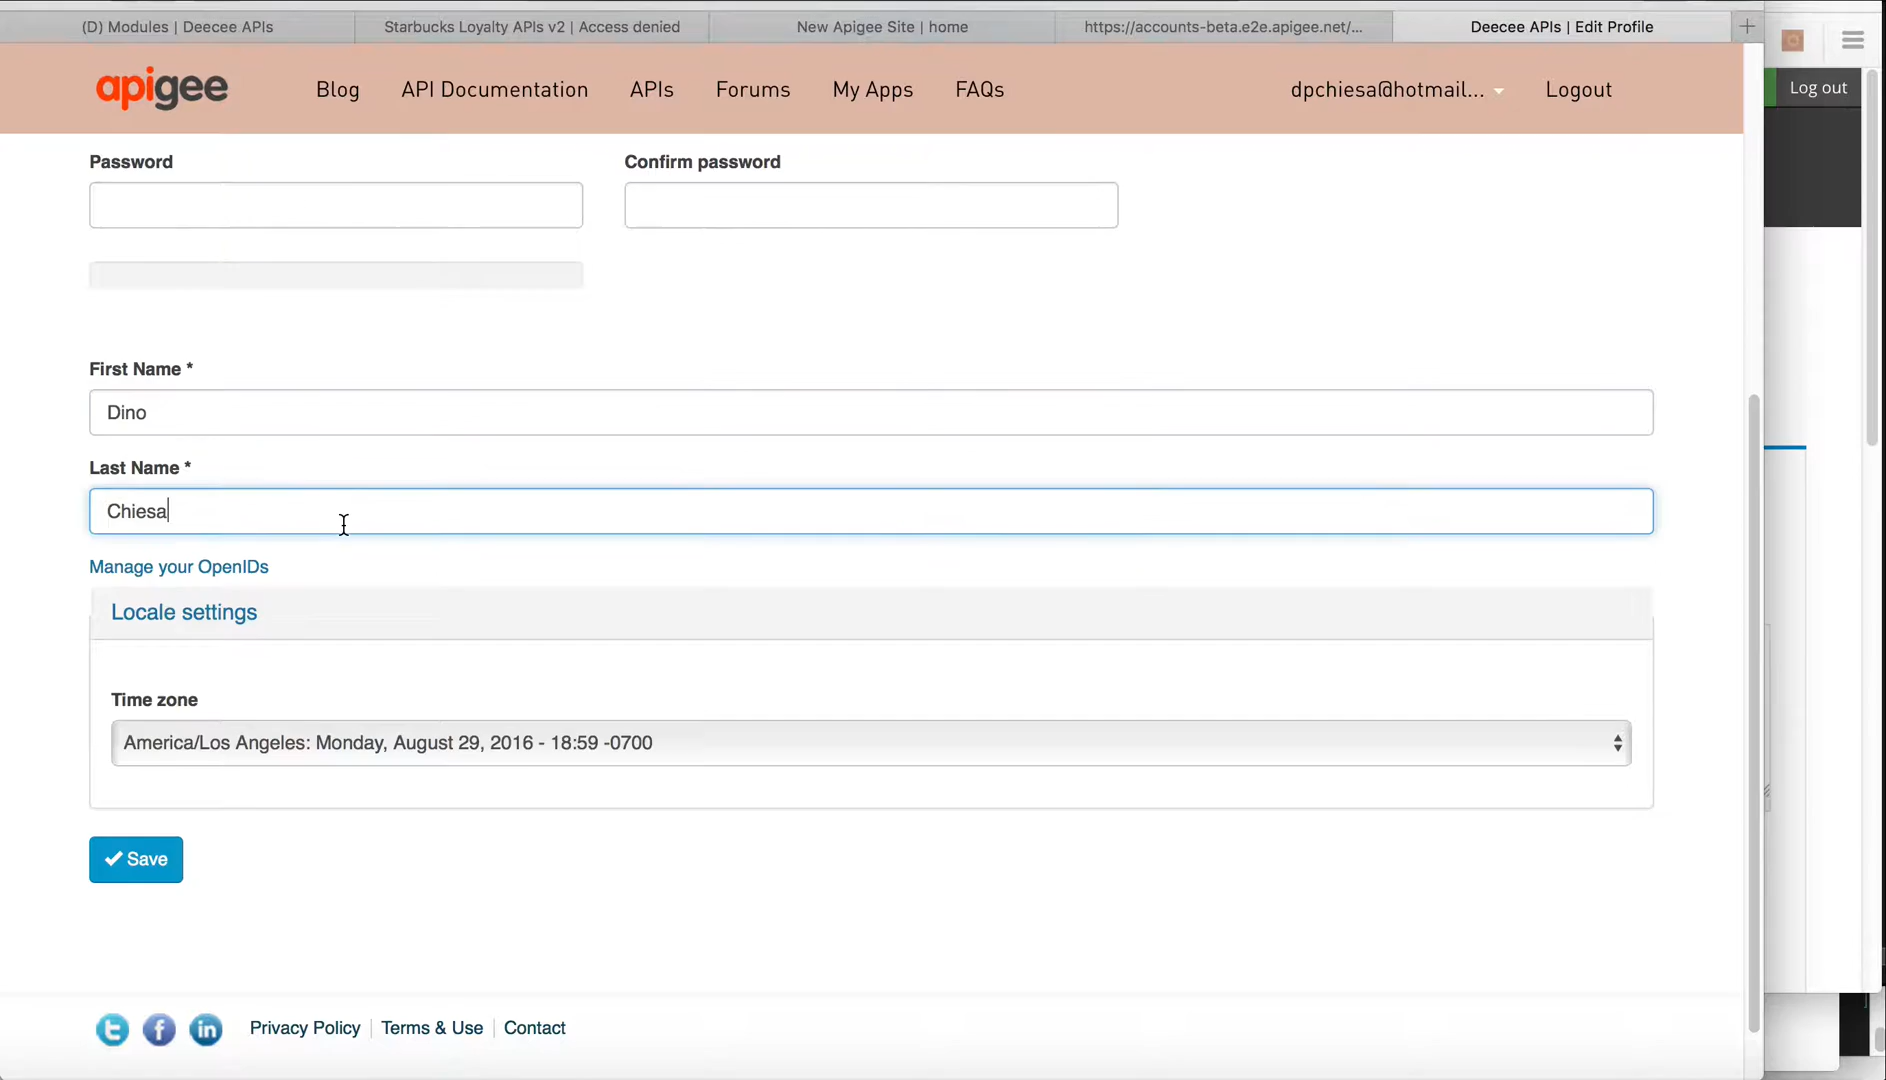 (D) Modules | Deecee APIs
Starbucks Loyalty APIs v2 | Access denied
New Apigee Site | home
https://accounts-beta.e2e.apigee.net/...
Deecee APIs | Edit Profile
apigee
Blog
API Documentation
APIs
Forums
My Apps
FAQs
dpchiesa@hotmail...
Logout
Log out
Password
Confirm password
First Name *
Dino
Last Name *
Chiesa
Manage your OpenIDs
Locale settings
Time zone
America/Los Angeles: Monday, August 29, 2016 - 18:59 -0700
Save
Privacy Policy
Terms & Use
Contact